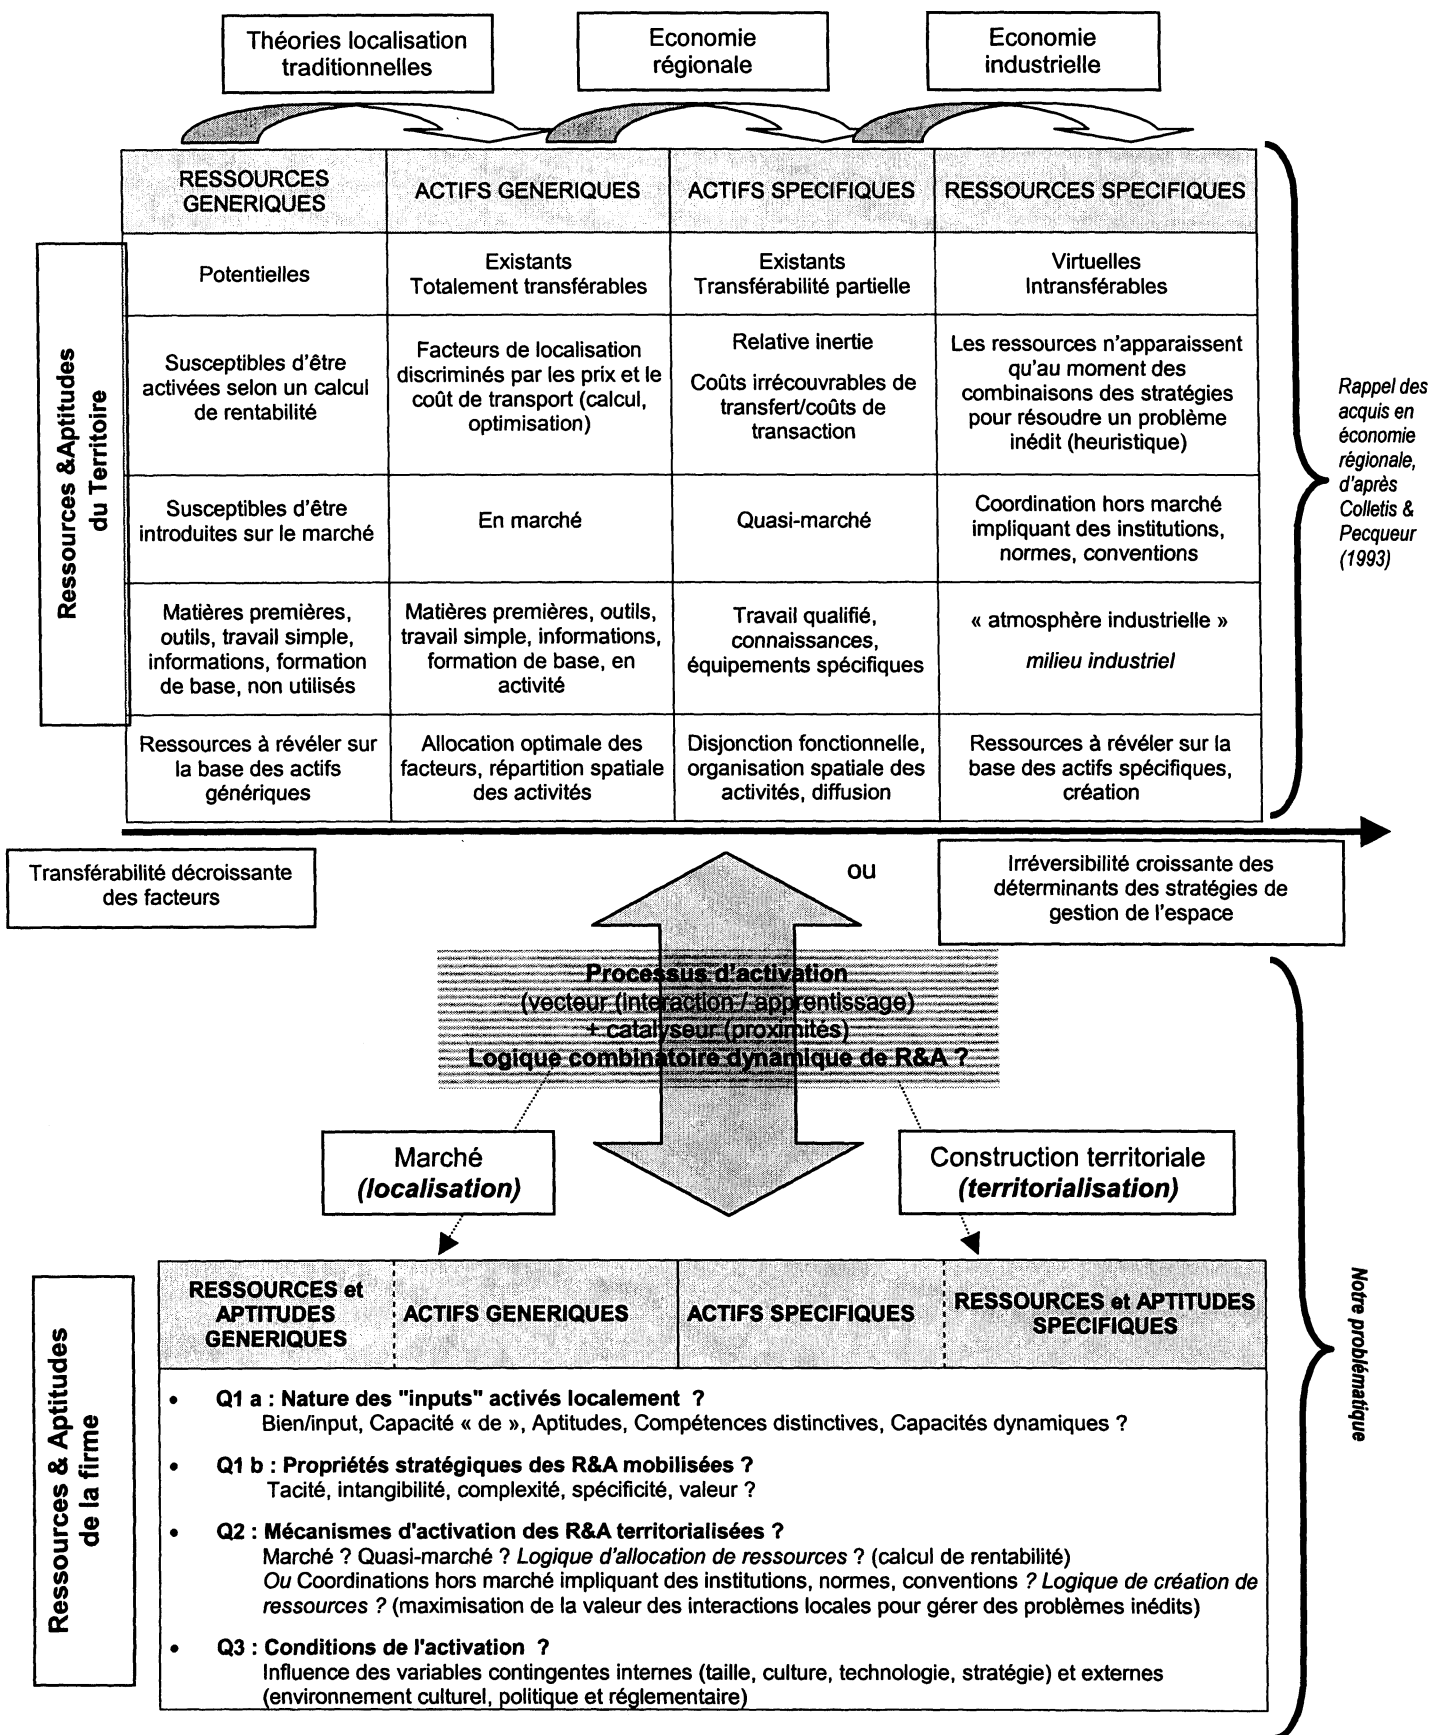 Théories localisation
traditionnelles
Economie
régionale
Economie
industrielle
RESSOURCES
GENERIQUES
ACTIFS GENERIQUES
ACTIFS SPECIFIQUES
RESSOURCES SPECIFIQUES
Ressources &Aptitudes
du Territoire
Potentielles
Existants
Totalement transférables
Existants
Transférabilité partielle
Virtuelles
Intransférables
Susceptibles d'être
activées selon un calcul
de rentabilité
Facteurs de localisation
discriminés par les prix et le
coût de transport (calcul,
optimisation)
Relative inertie
Coûts irrécouvrables de
transfert/coûts de
transaction
Les ressources n'apparaissent
qu'au moment des
combinaisons des stratégies
pour résoudre un problème
inédit (heuristique)
Susceptibles d'être
introduites sur le marché
En marché
Quasi-marché
Coordination hors marché
impliquant des institutions,
normes, conventions
Matières premières,
outils, travail simple,
informations, formation
de base, non utilisés
Matières premières, outils,
travail simple, informations,
formation de base, en
activité
Travail qualifié,
connaissances,
équipements spécifiques
« atmosphère industrielle »
milieu industriel
Ressources à révéler sur
la base des actifs
génériques
Allocation optimale des
facteurs, répartition spatiale
des activités
Disjonction fonctionnelle,
organisation spatiale des
activités, diffusion
Ressources à révéler sur la
base des actifs spécifiques,
création
Rappel des
acquis en
économie
régionale,
d'après
Colletis &
Pecqueur
(1993)
Transférabilité décroissante
des facteurs
ou
Irréversibilité croissante des
déterminants des stratégies de
gestion de l'espace
Processus d'activation
(vecteur (interaction / apprentissage)
+ catalyseur (proximités)
Logique combinatoire dynamique de R&A ?
Marché
(localisation)
Construction territoriale
(territorialisation)
Ressources & Aptitudes
de la firme
RESSOURCES et
APTITUDES
GENERIQUES
ACTIFS GENERIQUES
ACTIFS SPECIFIQUES
RESSOURCES et APTITUDES
SPECIFIQUES
• Q1 a : Nature des "inputs" activés localement ?
Bien/input, Capacité « de », Aptitudes, Compétences distinctives, Capacités dynamiques ?
• Q1 b : Propriétés stratégiques des R&A mobilisées ?
Tacité, intangibilité, complexité, spécificité, valeur ?
• Q2 : Mécanismes d'activation des R&A territorialisées ?
Marché ? Quasi-marché ? Logique d'allocation de ressources ? (calcul de rentabilité)
Ou Coordinations hors marché impliquant des institutions, normes, conventions ? Logique de création de
ressources ? (maximisation de la valeur des interactions locales pour gérer des problèmes inédits)
• Q3 : Conditions de l'activation ?
Influence des variables contingentes internes (taille, culture, technologie, stratégie) et externes
(environnement culturel, politique et réglementaire)
Notre problématique